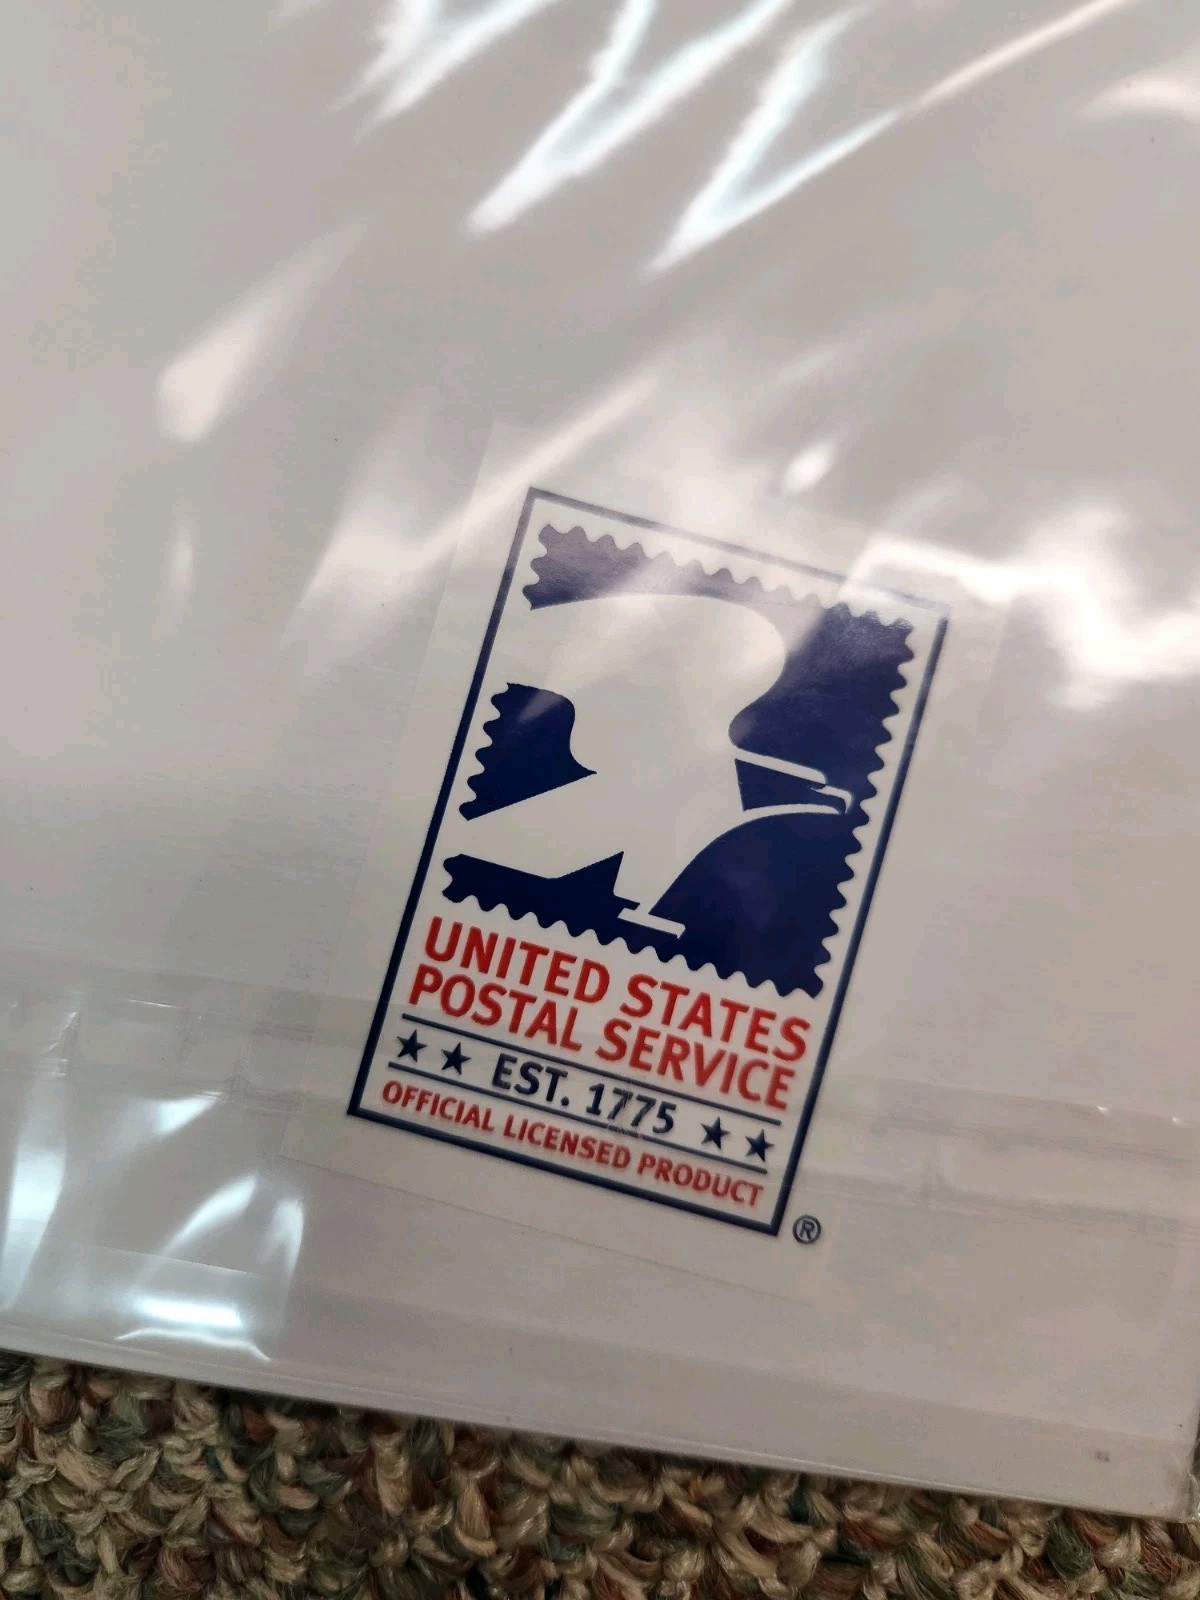 UNITED STATES
POSTAL SERVICE
★ ★ EST. 1775 ★ ★
OFFICIAL LICENSED PRODUCT
®